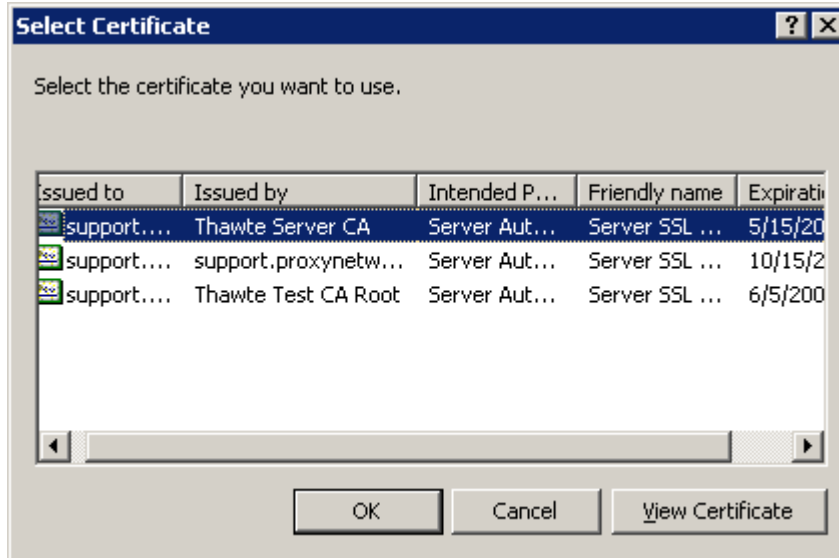 Select Certificate
Select the certificate you want to use.
Issued to Issued by Intended P... Friendly name Expirati
support.... Thawte Server CA Server Aut... Server SSL ... 5/15/20
support.... support.proxynetw... Server Aut... Server SSL ... 10/15/2
support.... Thawte Test CA Root Server Aut... Server SSL ... 6/5/200
OK Cancel View Certificate